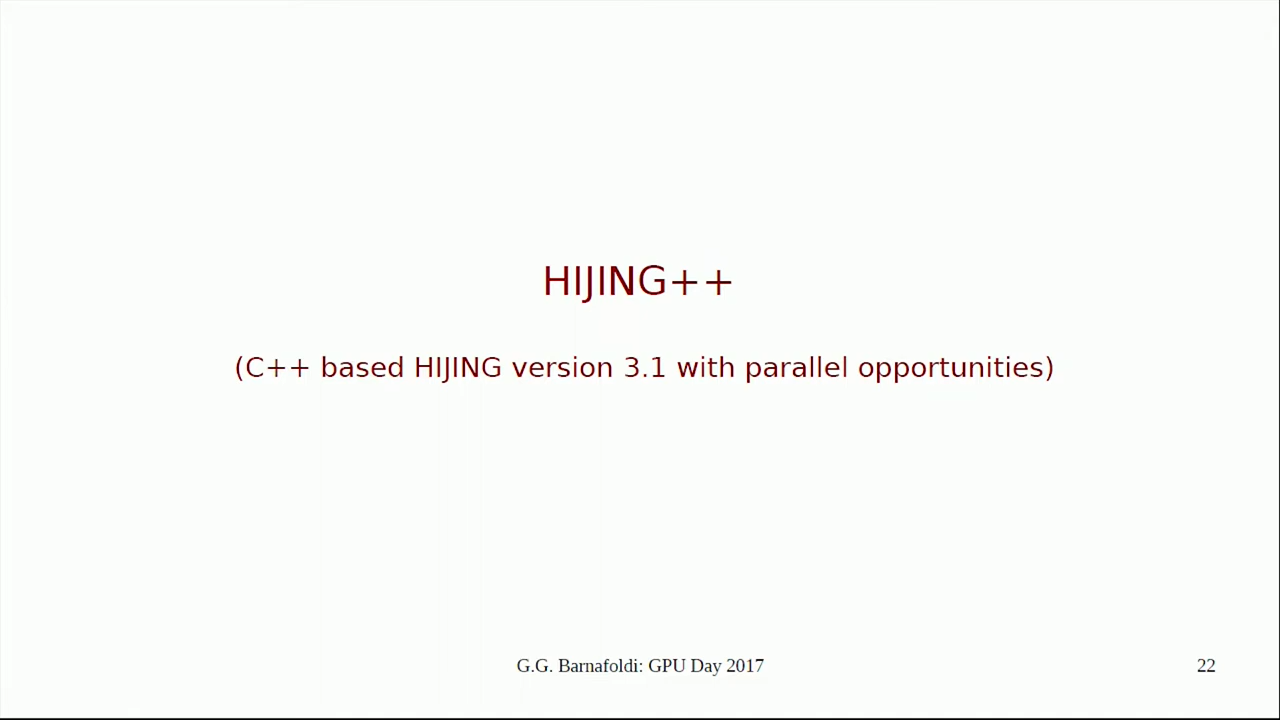 HIJING++
(C++ based HIJING version 3.1 with parallel opportunities)
G.G. Barnafoldi: GPU Day 2017
22